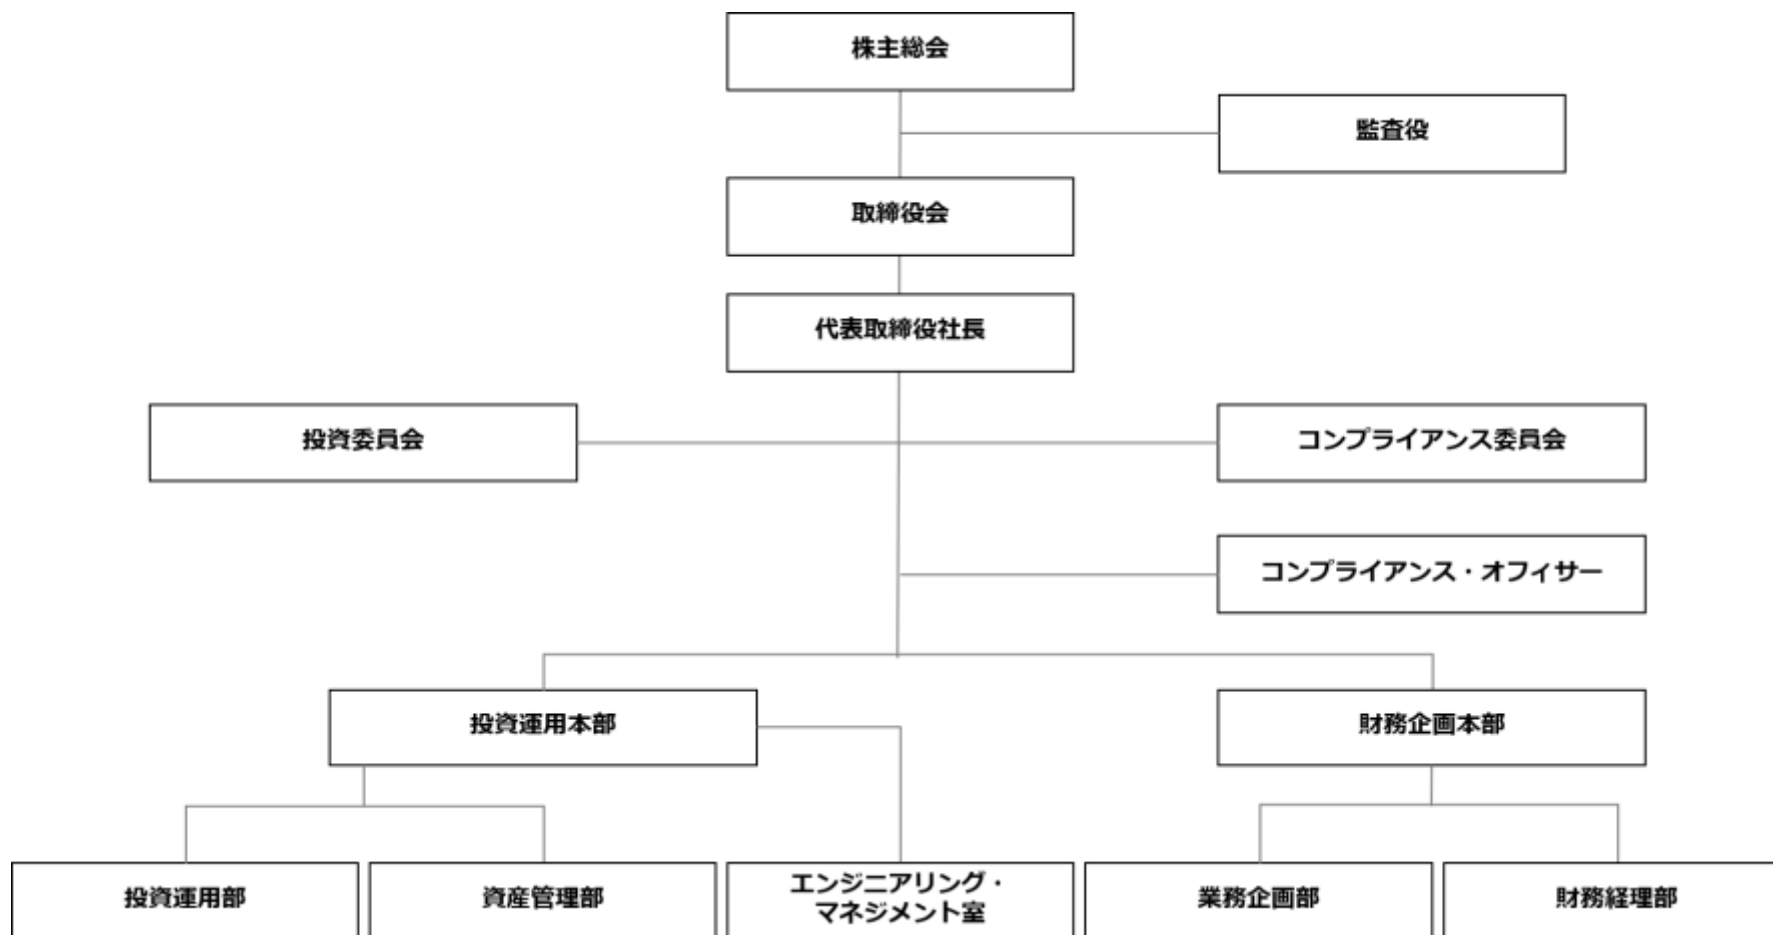 株主総会
監査役
取締役会
代表取締役社長
投資委員会
コンプライアンス委員会
コンプライアンス・オフィサー
投資運用本部
財務企画本部
投資運用部
資産管理部
エンジニアリング・
マネジメント室
業務企画部
財務経理部